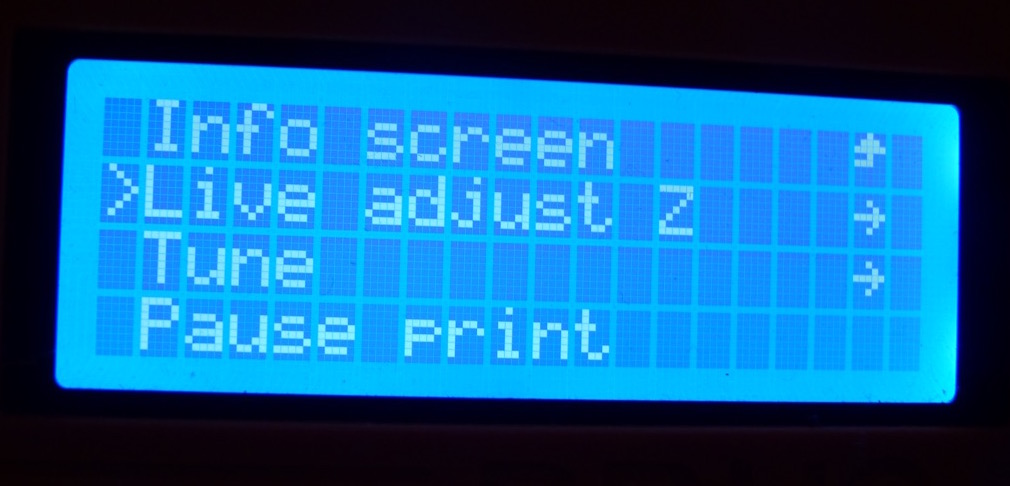 Info screen
>Live adjust Z →
Tune →
Pause print